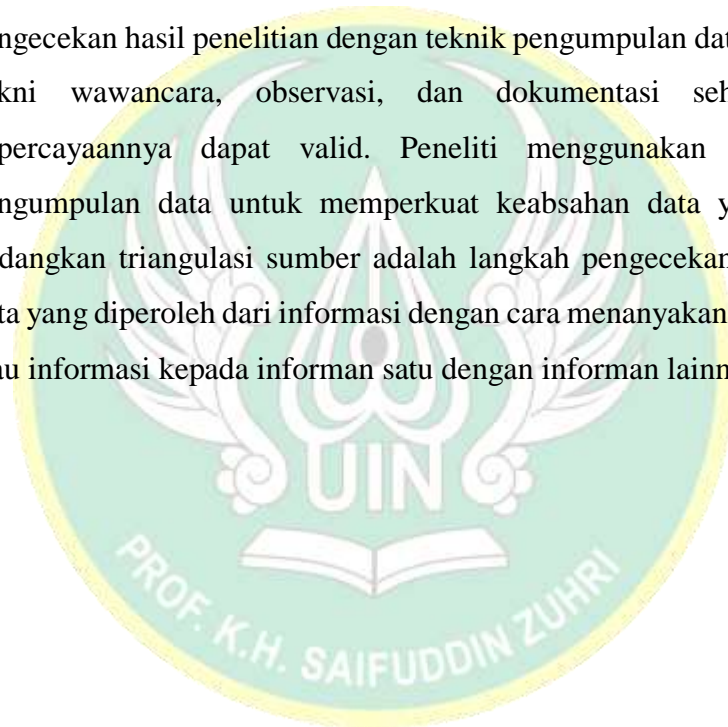 ngecekan hasil penelitian dengan teknik pengumpulan dat
kni wawancara, observasi, dan dokumentasi seh
percayaannya dapat valid. Peneliti menggunakan
ngumpulan data untuk memperkuat keabsahan data y
dangkan triangulasi sumber adalah langkah pengecekan
ta yang diperoleh dari informasi dengan cara menanyakan
au informasi kepada informan satu dengan informan lainn
UIN
PROF. K.H. SAIFUDDIN ZUHRI